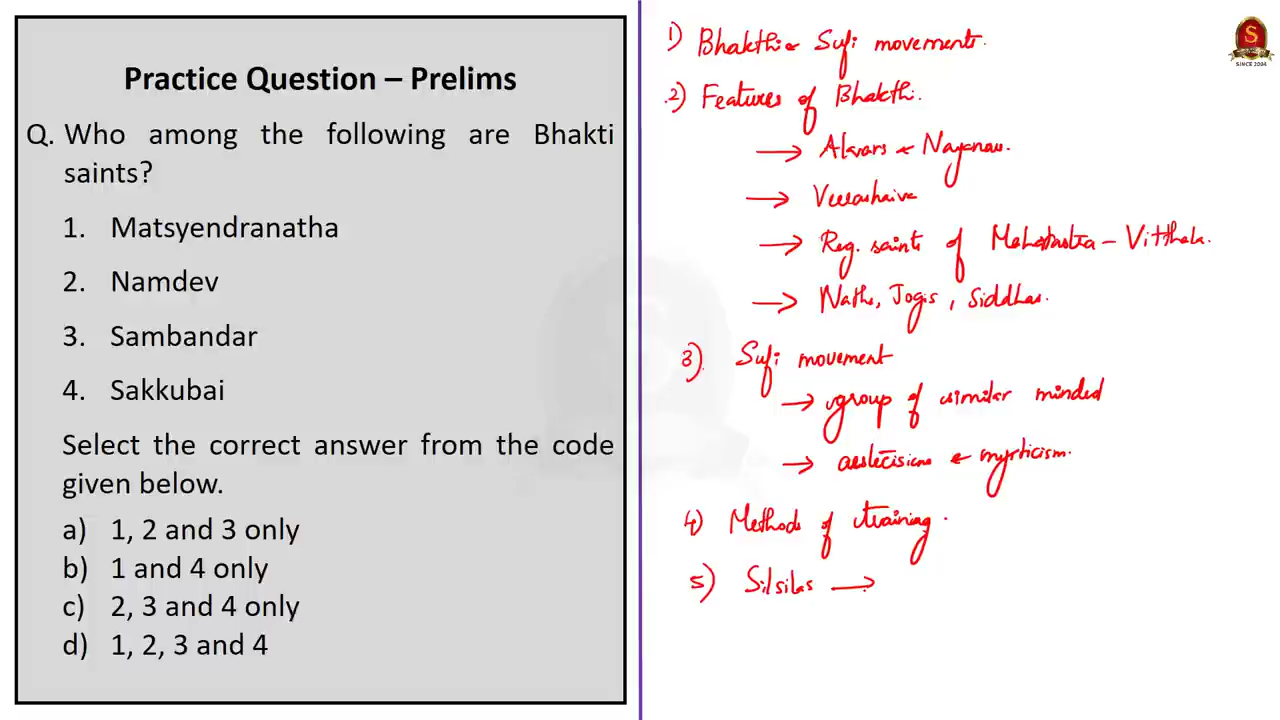 Practice Question – Prelims
Q. Who among the following are Bhakti
saints?
1. Matsyendranatha
2. Namdev
3. Sambandar
4. Sakkubai
Select the correct answer from the code
given below.
a) 1, 2 and 3 only
b) 1 and 4 only
c) 2, 3 and 4 only
d) 1, 2, 3 and 4
1) Bhakthi & Sufi movements.
2) Features of Bhakthi.
→ Alvars & Nayanars.
→ Veerashaiva
→ Reg. saints of Maharastra – Vitthala.
→ Naths, Jogis, Siddhas.
3) Sufi movement
→ group of similar minded
→ & mysticism.
4) Methods of training.
5) Silsilas →
S
SINCE 2004